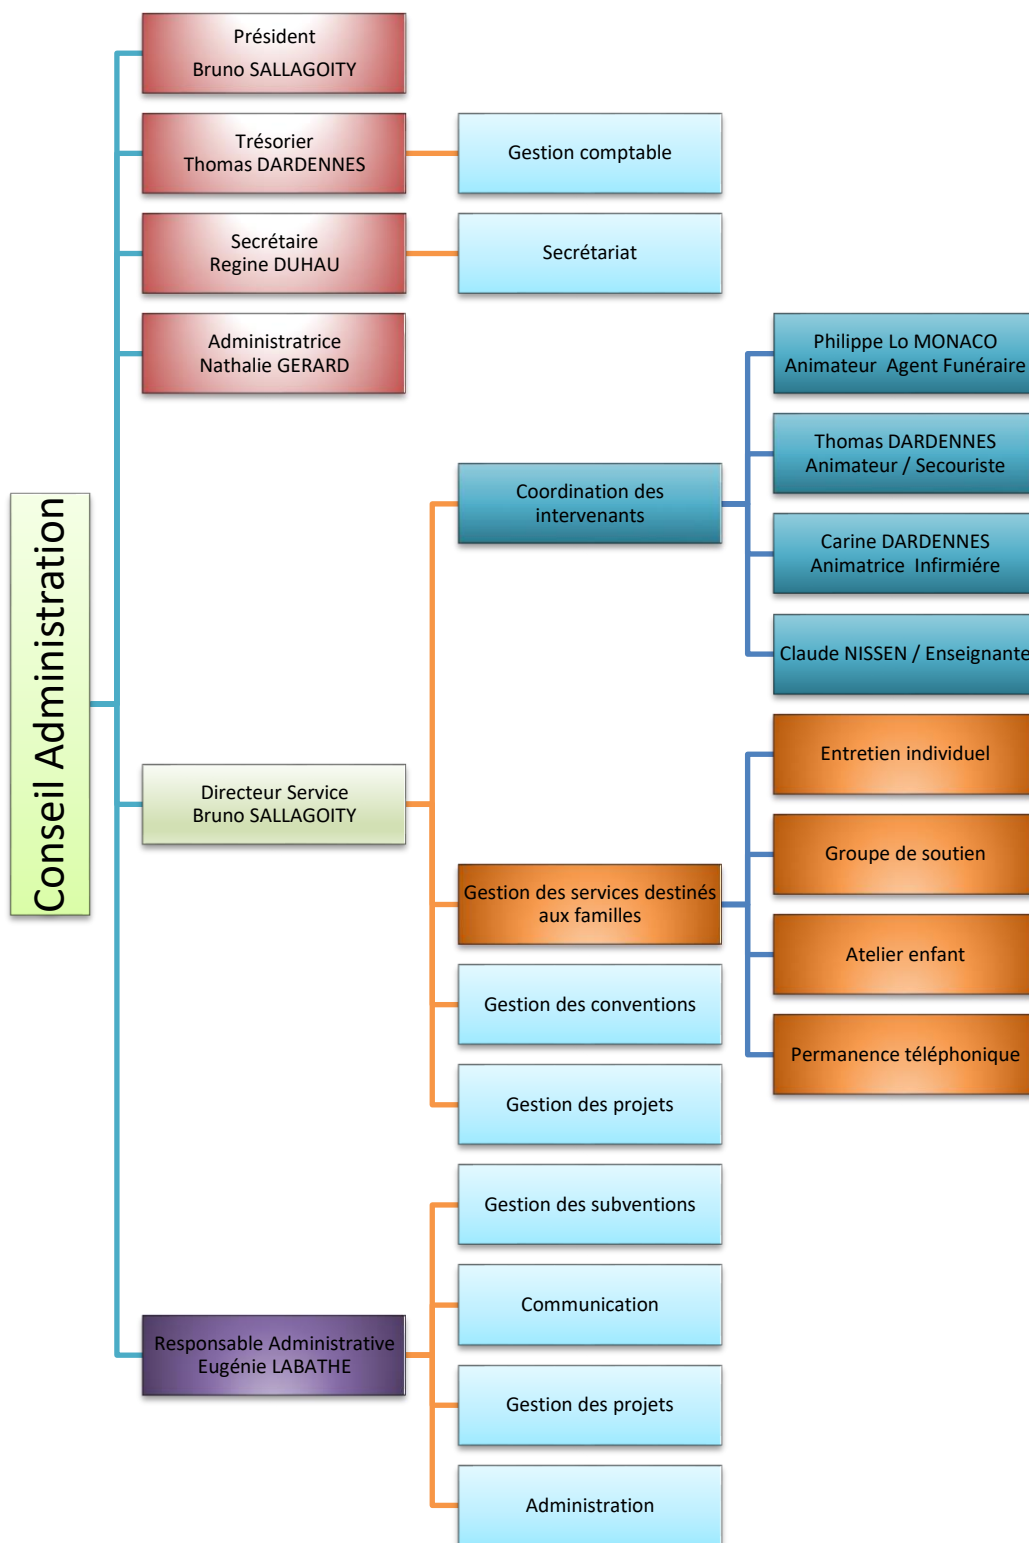 Conseil Administration
Président
Bruno SALLAGOITY
Trésorier
Thomas DARDENNES
Gestion comptable
Secrétaire
Regine DUHAU
Secrétariat
Administratrice
Nathalie GERARD
Directeur Service
Bruno SALLAGOITY
Coordination des
intervenants
Philippe Lo MONACO
Animateur  Agent Funéraire
Thomas DARDENNES
Animateur / Secouriste
Carine DARDENNES
Animatrice  Infirmiére
Claude NISSEN / Enseignante
Gestion des services destinés
aux familles
Entretien individuel
Groupe de soutien
Atelier enfant
Permanence téléphonique
Gestion des conventions
Gestion des projets
Responsable Administrative
Eugénie LABATHE
Gestion des subventions
Communication
Gestion des projets
Administration